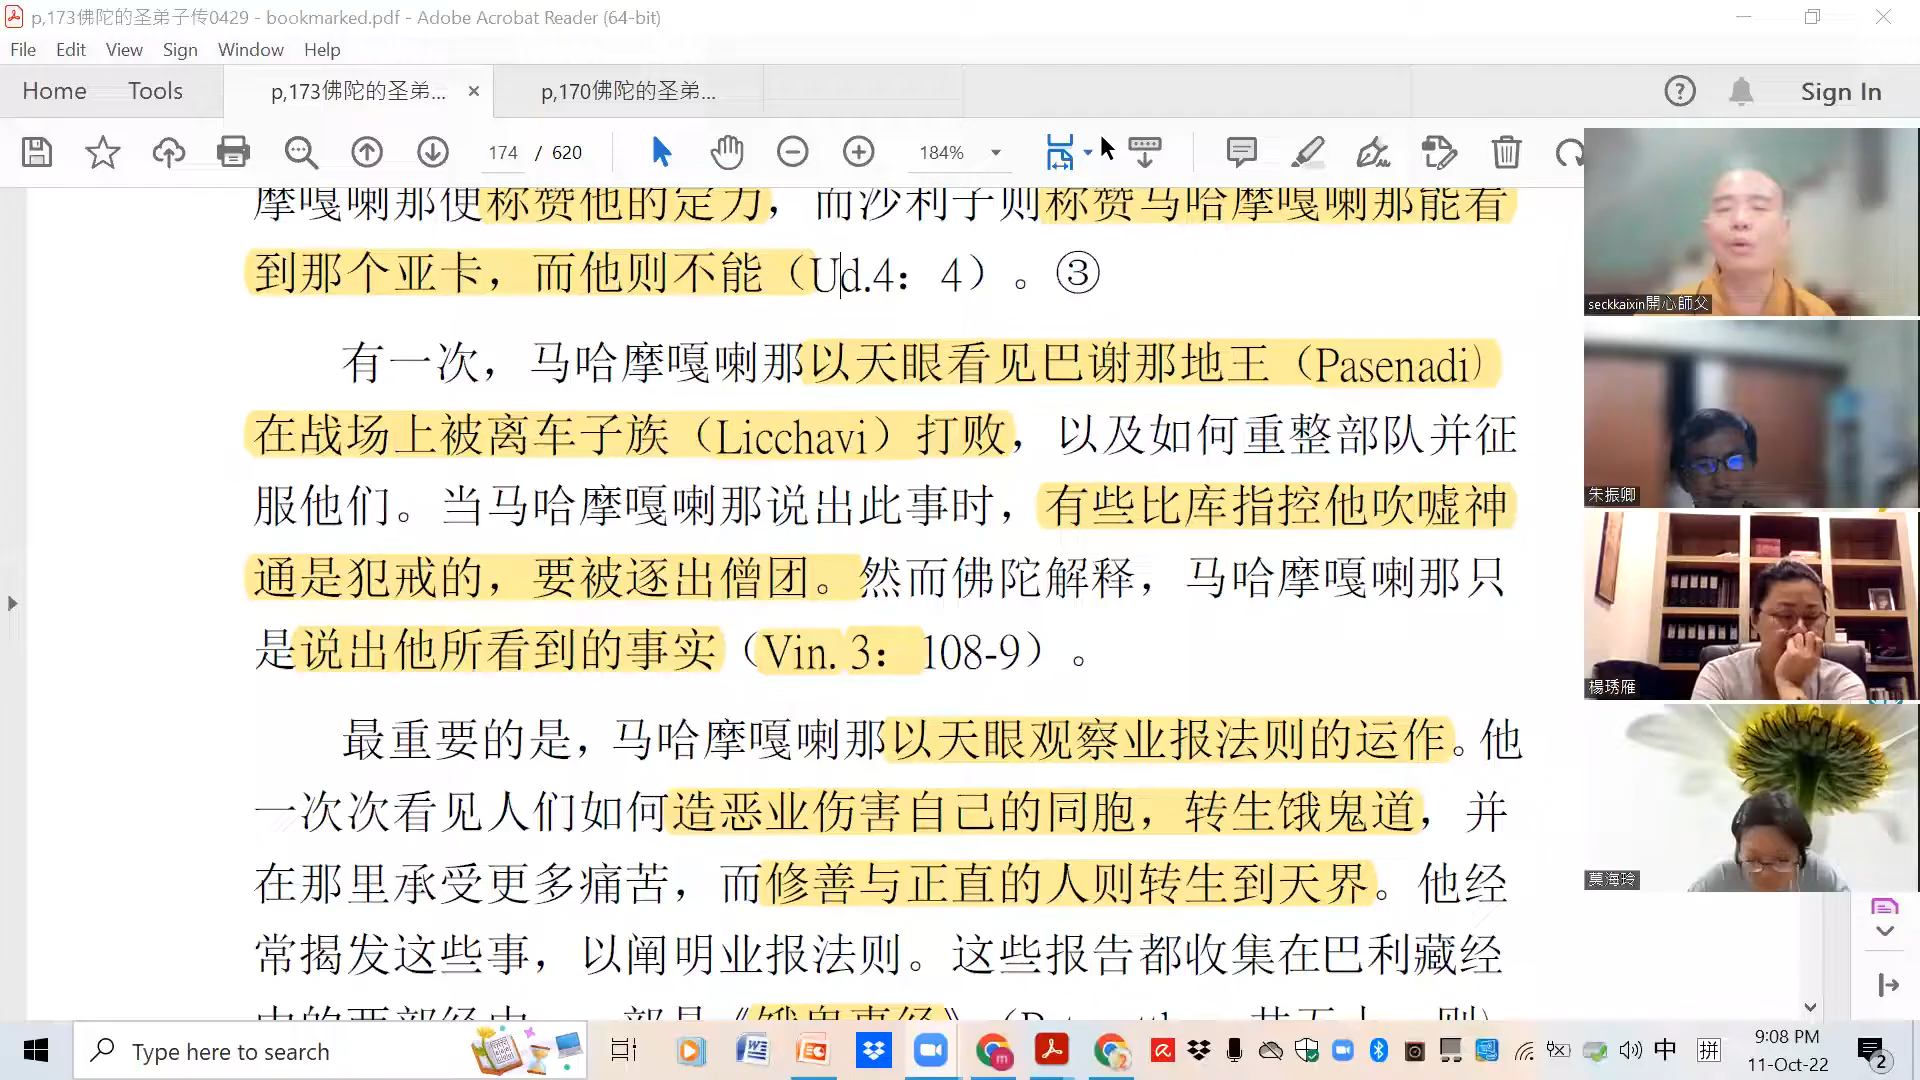 p,173佛陀的圣弟子传0429 - bookmarked.pdf - Adobe Acrobat Reader (64-bit)
File Edit View Sign Window Help
Home Tools p,173佛陀的圣弟... × p,170佛陀的圣弟... Sign In
174 / 620 184%
摩嘎喇那便称赞他的定力，而沙利子则称赞马哈摩嘎喇那能看
到那个亚卡，而他则不能（Ud.4：4）。③
有一次，马哈摩嘎喇那以天眼看见巴谢那地王（Pasenadi）
在战场上被离车子族（Licchavi）打败，以及如何重整部队并征
服他们。当马哈摩嘎喇那说出此事时，有些比库指控他吹嘘神
通是犯戒的，要被逐出僧团。然而佛陀解释，马哈摩嘎喇那只
是说出他所看到的事实（Vin. 3：108-9）。
最重要的是，马哈摩嘎喇那以天眼观察业报法则的运作。他
一次次看见人们如何造恶业伤害自己的同胞，转生饿鬼道，并
在那里承受更多痛苦，而修善与正直的人则转生到天界。他经
常揭发这些事，以阐明业报法则。这些报告都收集在巴利藏经
seckkaixin開心師父
朱振卿
楊琇雁
莫海玲
Type here to search
中 拼
9:08 PM
11-Oct-22
2